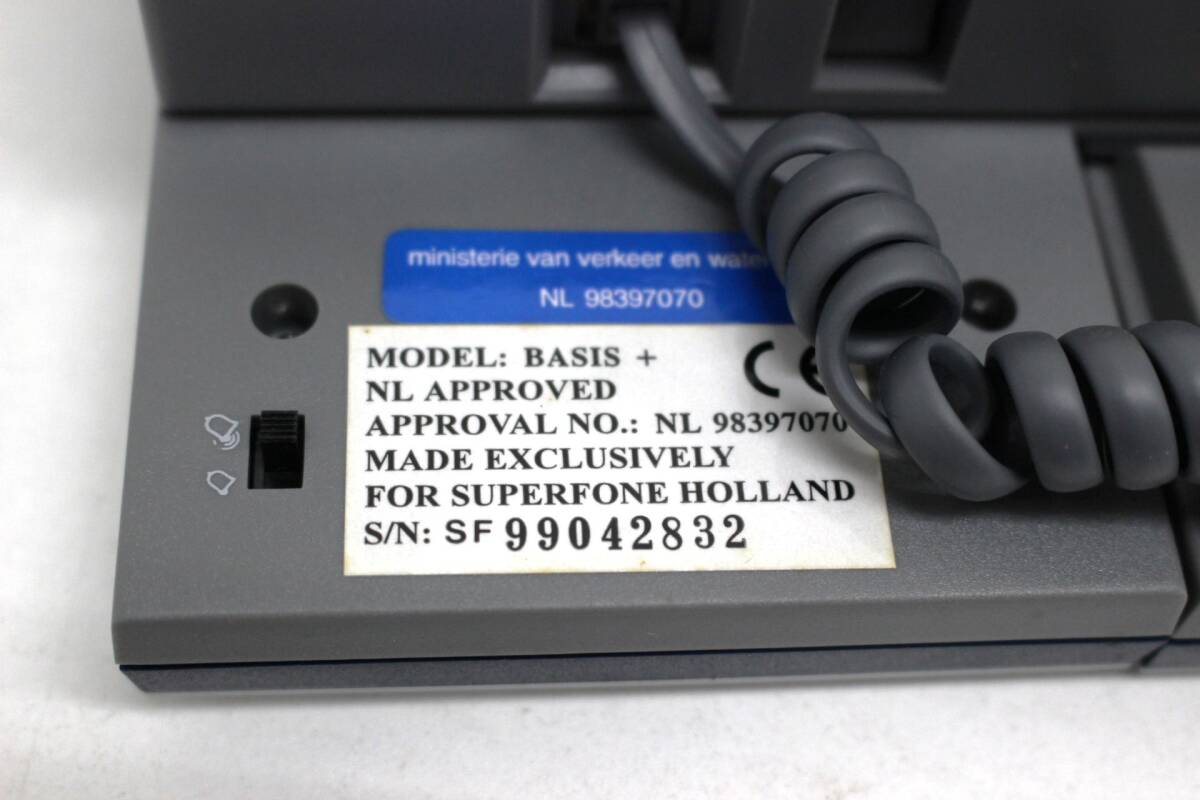 ministerie van verkeer en
NL 98397070
MODEL: BASIS +
NL APPROVED
APPROVAL NO.: NL 98397070
MADE EXCLUSIVELY
FOR SUPERFONE HOLLAND
S/N: SF 99042832
CE